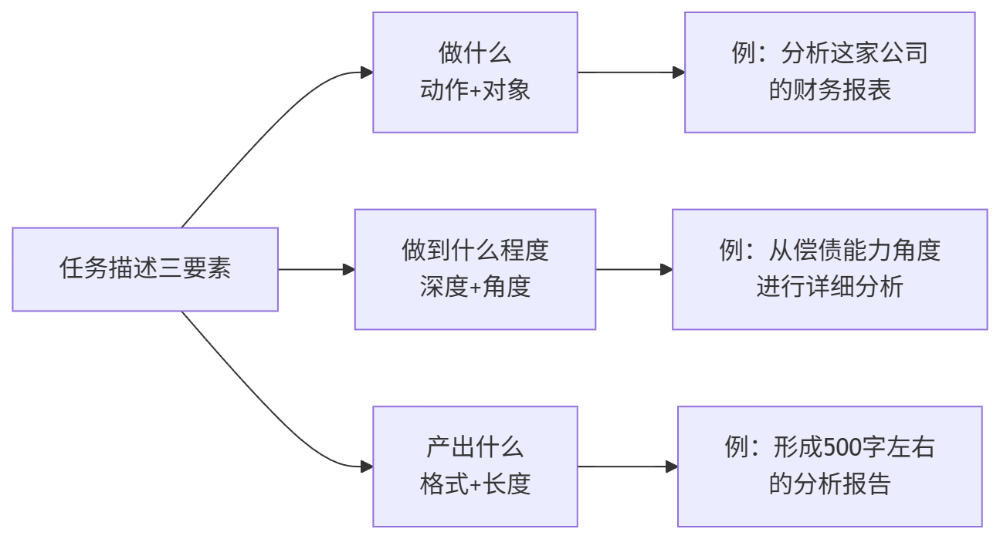 任务描述三要素
做什么
动作+对象
例：分析这家公司
的财务报表
做到什么程度
深度+角度
例：从偿债能力角度
进行详细分析
产出什么
格式+长度
例：形成500字左右
的分析报告